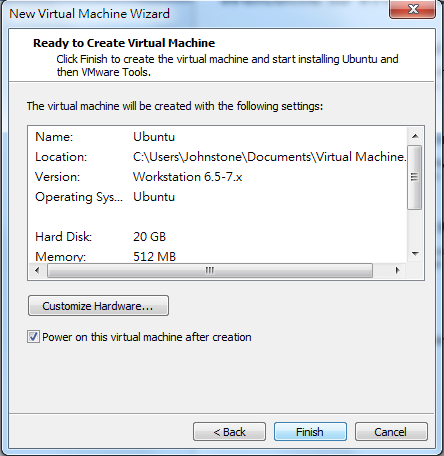 New Virtual Machine Wizard
Ready to Create Virtual Machine
Click Finish to create the virtual machine and start installing Ubuntu and
then VMware Tools.
The virtual machine will be created with the following settings:
Name: Ubuntu
Location: C:\Users\Johnstone\Documents\Virtual Machine.
Version: Workstation 6.5-7.x
Operating Sys... Ubuntu
Hard Disk: 20 GB
Memory: 512 MB
Customize Hardware...
Power on this virtual machine after creation
< Back Finish Cancel